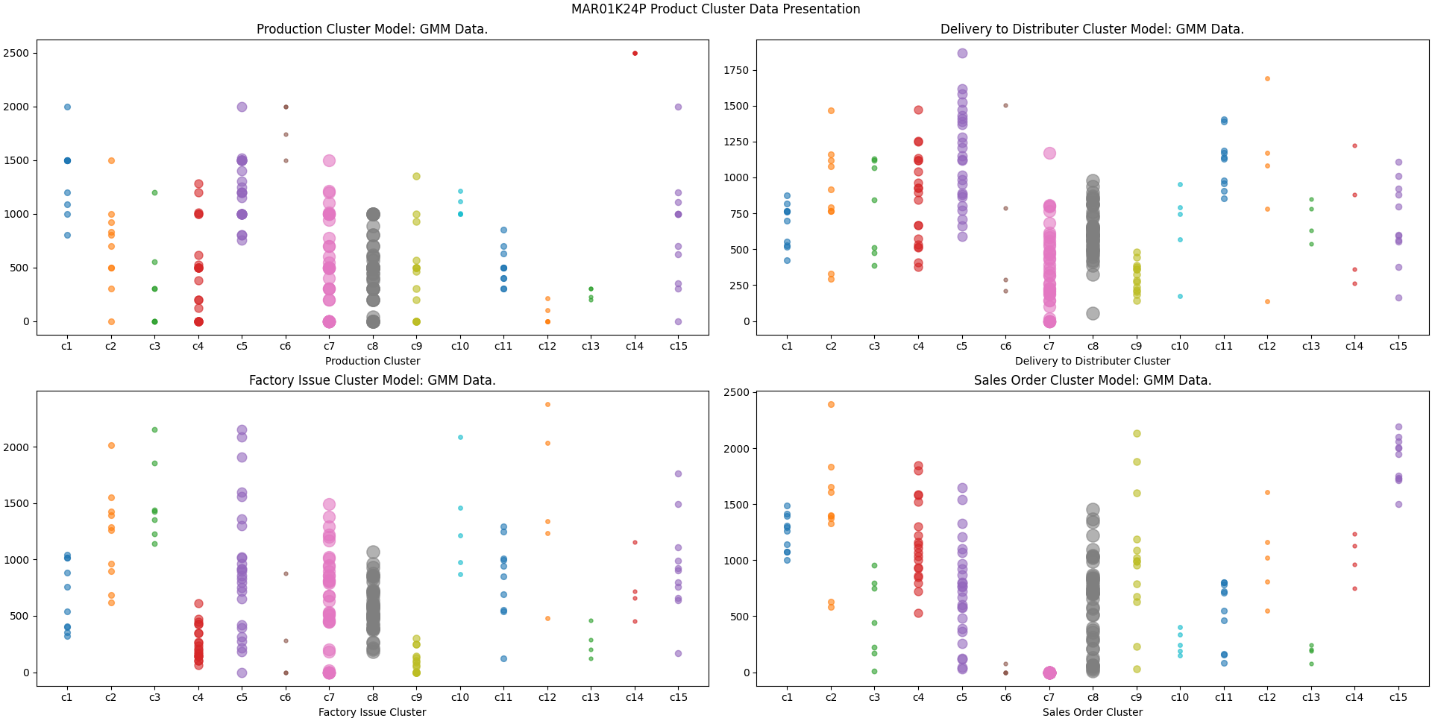 MAR01K24P Product Cluster Data Presentation
Production Cluster Model: GMM Data.
2500
2000
1500
1000
500
0
c1 c2 c3 c4 c5 c6 c7 c8 c9 c10 c11 c12 c13 c14 c15
Production Cluster
Delivery to Distributer Cluster Model: GMM Data.
1750
1500
1250
1000
750
500
250
0
c1 c2 c3 c4 c5 c6 c7 c8 c9 c10 c11 c12 c13 c14 c15
Delivery to Distributer Cluster
Factory Issue Cluster Model: GMM Data.
2000
1500
1000
500
0
c1 c2 c3 c4 c5 c6 c7 c8 c9 c10 c11 c12 c13 c14 c15
Factory Issue Cluster
Sales Order Cluster Model: GMM Data.
2500
2000
1500
1000
500
0
c1 c2 c3 c4 c5 c6 c7 c8 c9 c10 c11 c12 c13 c14 c15
Sales Order Cluster